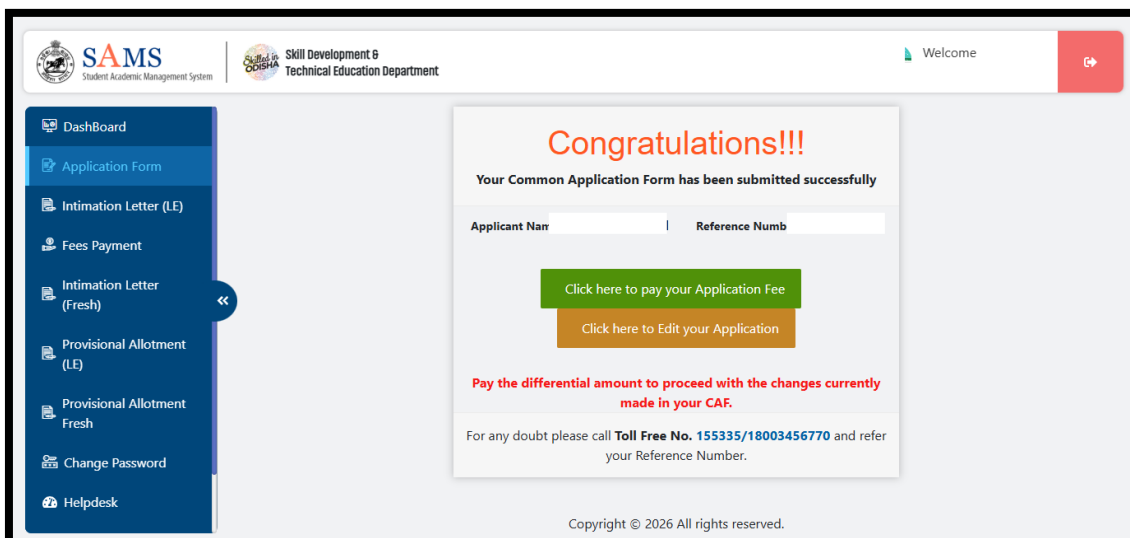 SAMS
Student Academic Management System
Skilled in
ODISHA
Skill Development &
Technical Education Department
Welcome
DashBoard
Application Form
Intimation Letter (LE)
Fees Payment
Intimation Letter
(Fresh)
Provisional Allotment
(LE)
Provisional Allotment
Fresh
Change Password
Helpdesk
Congratulations!!!
Your Common Application Form has been submitted successfully
Applicant Nam
Reference Numb
Click here to pay your Application Fee
Click here to Edit your Application
Pay the differential amount to proceed with the changes currently
made in your CAF.
For any doubt please call Toll Free No. 155335/18003456770 and refer
your Reference Number.
Copyright © 2026 All rights reserved.